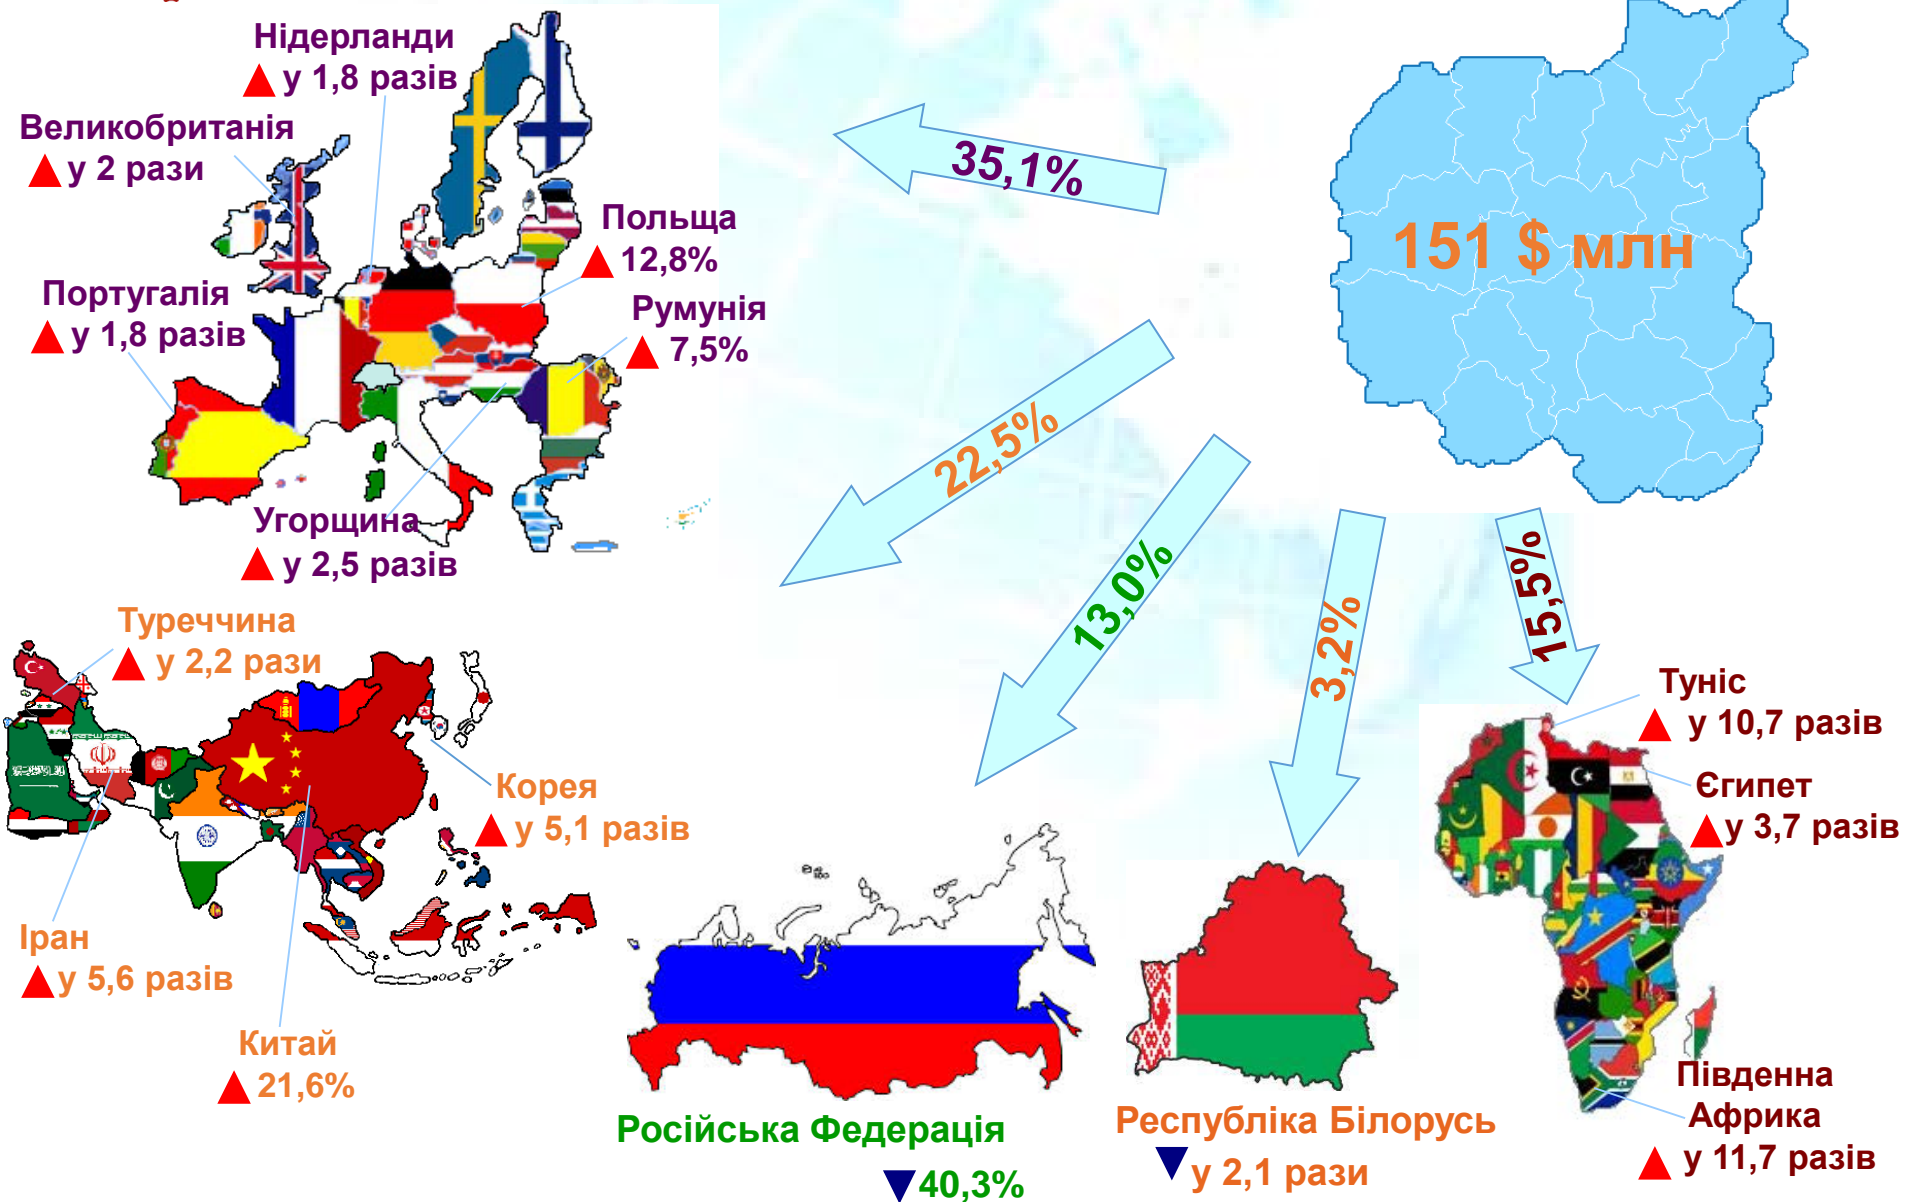 Нідерланди
у 1,8 разів
Великобританія
у 2 рази
Польща
12,8%
Португалія
у 1,8 разів
Румунія
7,5%
Угорщина
у 2,5 разів
35,1%
151 $ млн
22,5%
13,0%
3,2%
15,5%
Туреччина
у 2,2 рази
Корея
у 5,1 разів
Іран
у 5,6 разів
Китай
21,6%
Російська Федерація
40,3%
Республіка Білорусь
у 2,1 рази
Туніс
у 10,7 разів
Єгипет
у 3,7 разів
Південна
Африка
у 11,7 разів